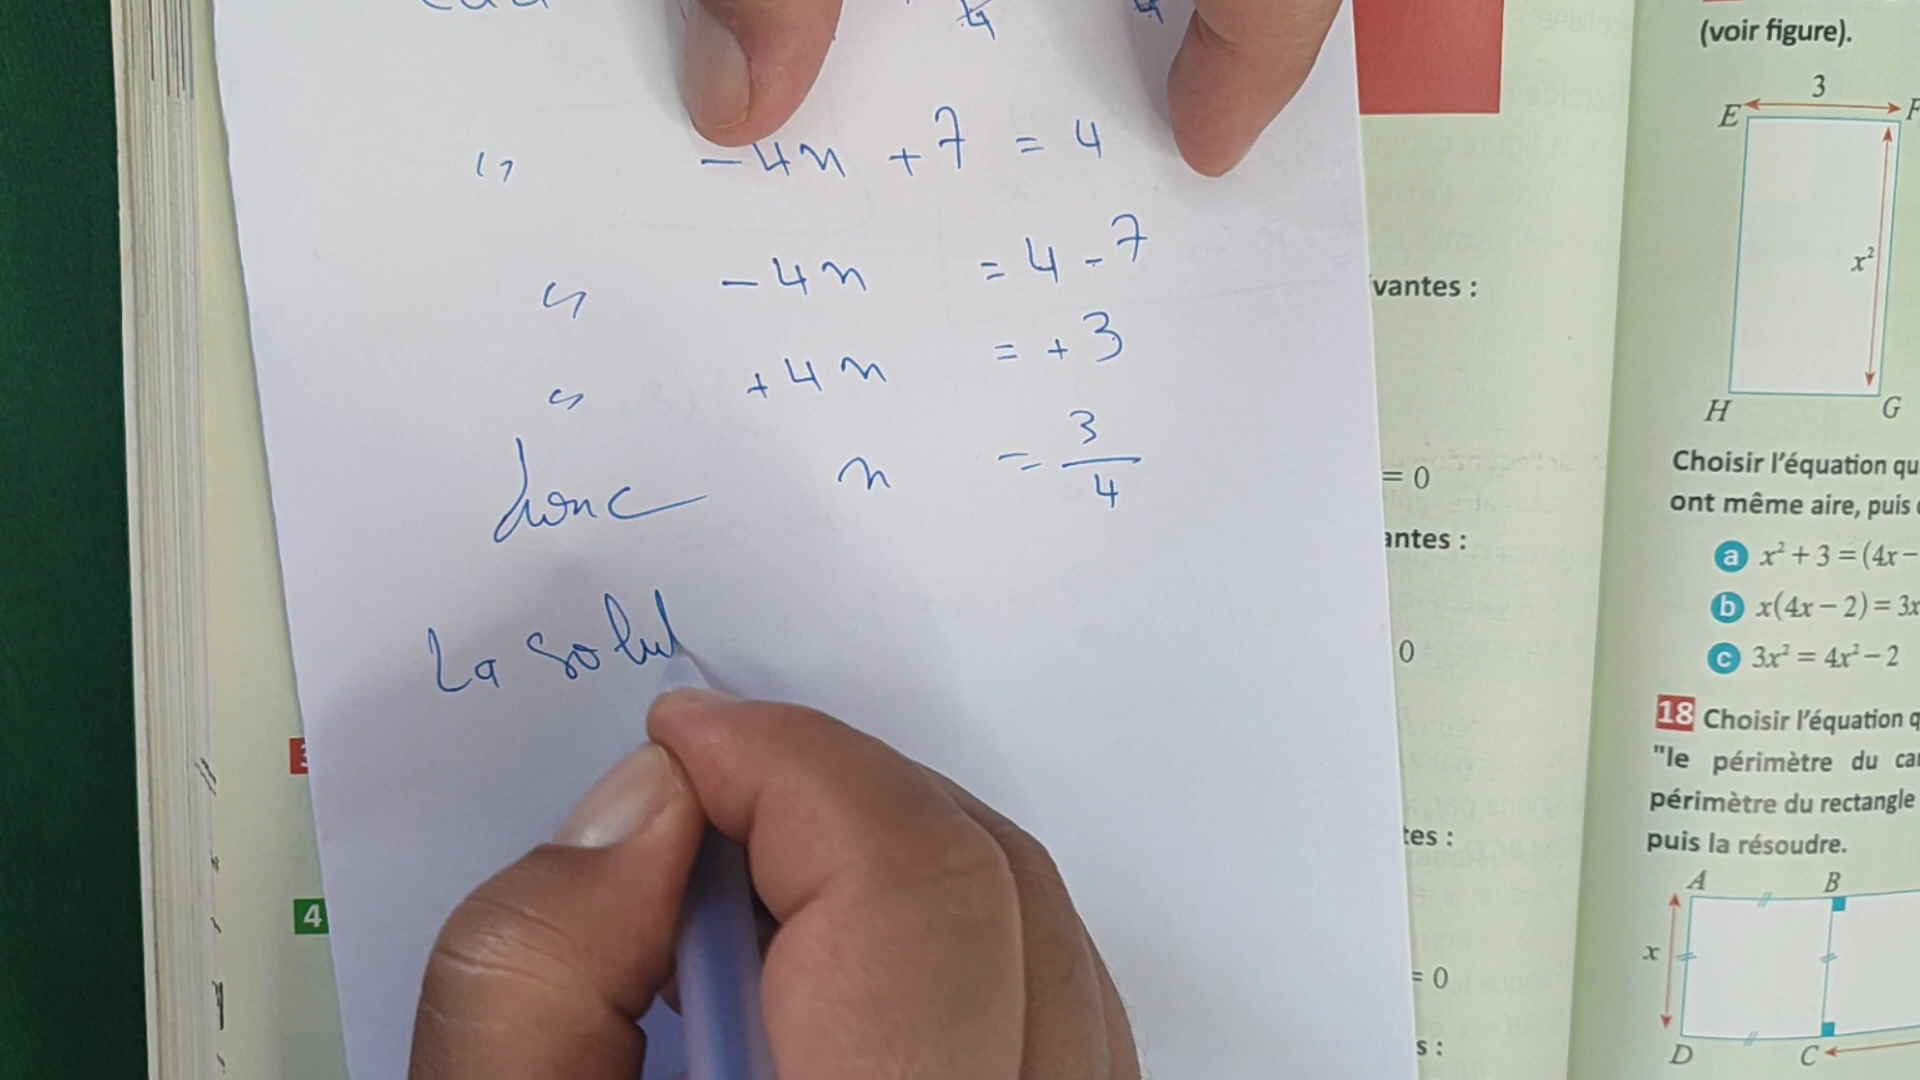 -4x + 7 = 4
-4x = 4 - 7
+4x = +3
donc x = 3/4
La solut
3
4
vantes :
= 0
antes :
0
tes :
= 0
s :
(voir figure).
3
E F
x²
H G
Choisir l'équation qu
ont même aire, puis
a x² + 3 = (4x -
b x(4x - 2) = 3x
c 3x² = 4x² - 2
18 Choisir l'équation q
"le périmètre du ca
périmètre du rectangle
puis la résoudre.
A B
x
D C